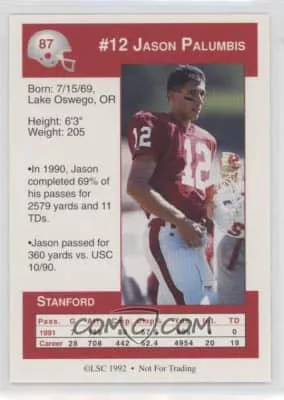 87
#12 JASON PALUMBIS
Born: 7/15/69,
Lake Oswego, OR
Height: 6'3"
Weight: 205
•In 1990, Jason
completed 69% of
his passes for
2579 yards and 11
TDs.
•Jason passed for
360 yards vs. USC
10/90.
12
STANFORD
Pass. G Att. Comp TD
1991 7 0
Career 28 708 442 62.4 4954 20 19
©LSC 1992 • Not For Trading